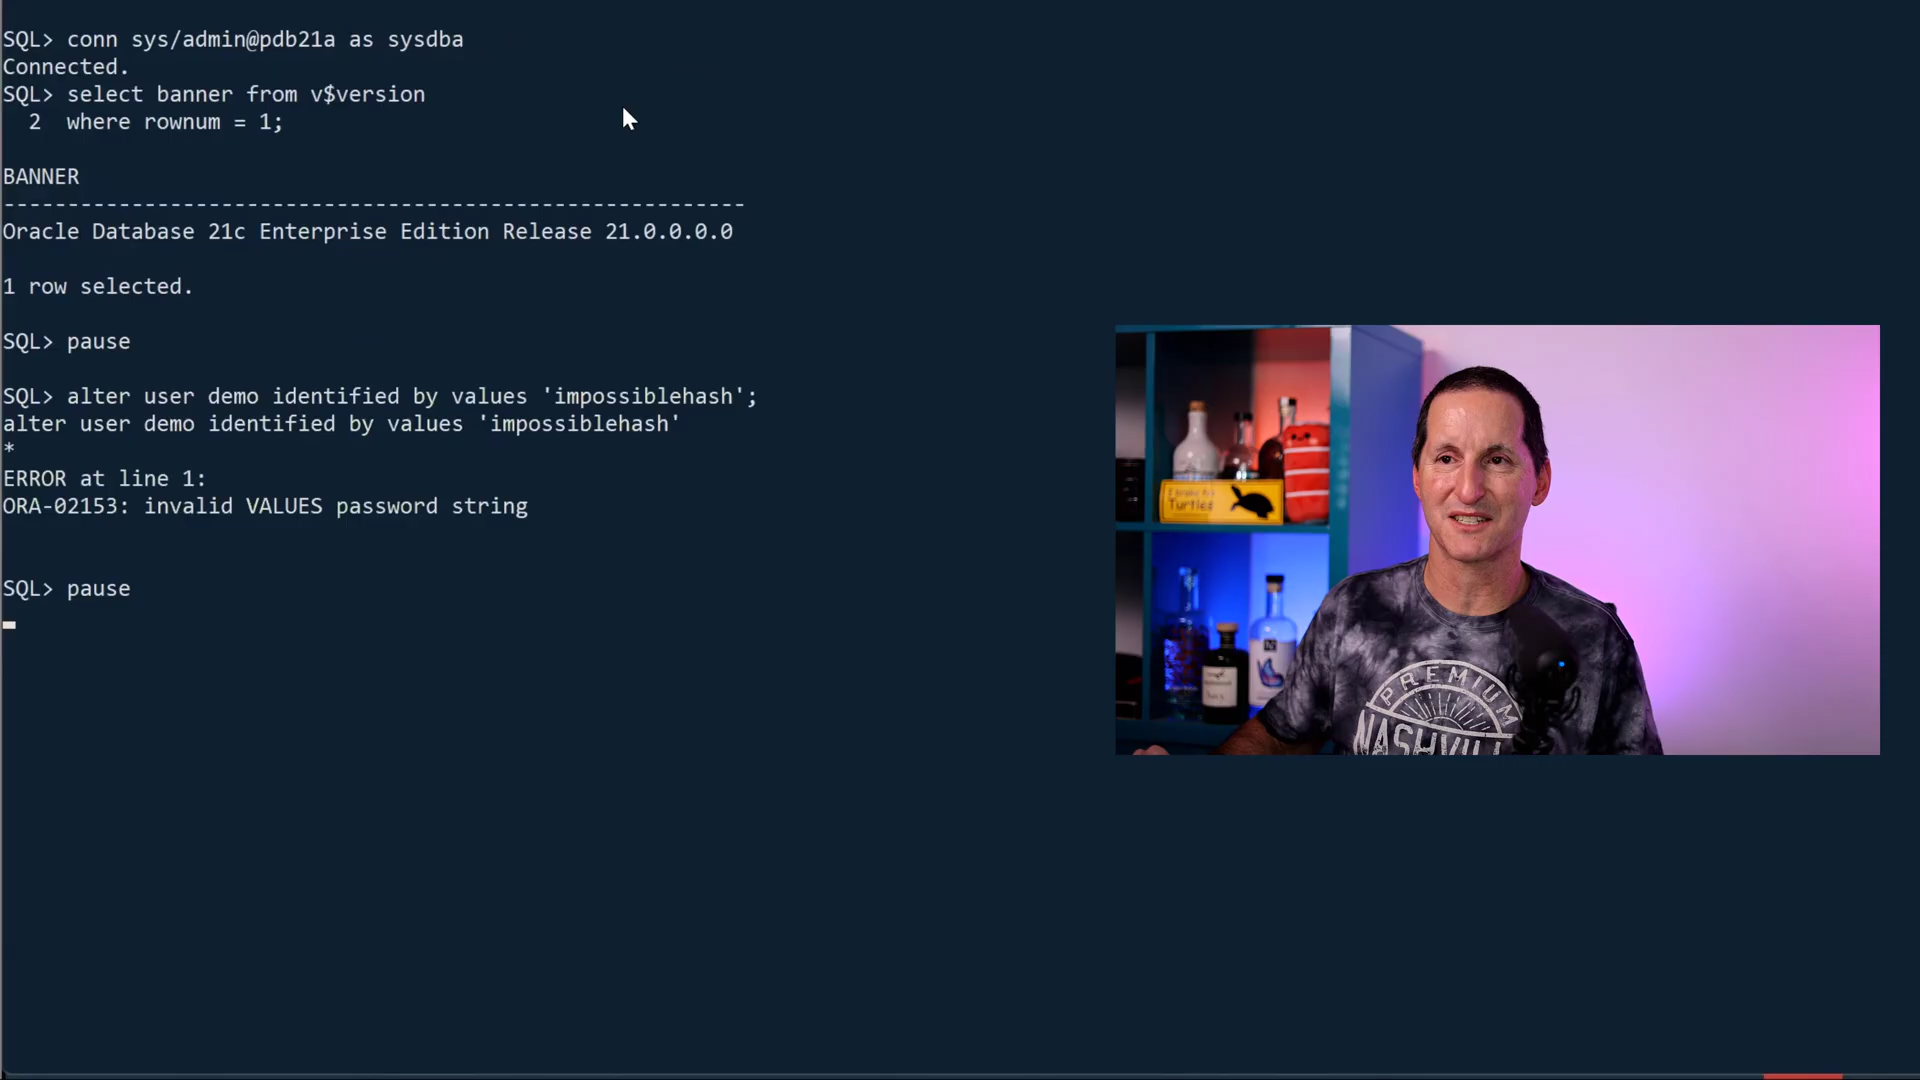 SQL> conn sys/admin@pdb21a as sysdba
Connected.
SQL> select banner from v$version
  2  where rownum = 1;
BANNER
----------------------------------------------------------
Oracle Database 21c Enterprise Edition Release 21.0.0.0.0
1 row selected.
SQL> pause
SQL> alter user demo identified by values 'impossiblehash';
alter user demo identified by values 'impossiblehash'
*
ERROR at line 1:
ORA-02153: invalid VALUES password string
SQL> pause
Turtles
PREMIUM